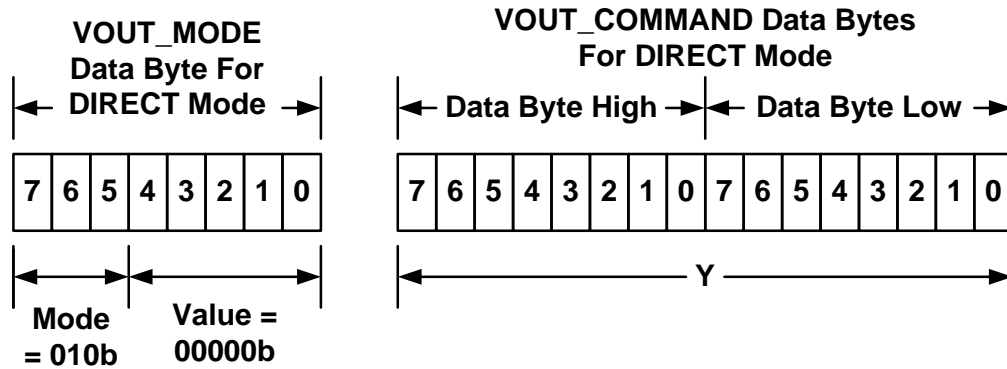 VOUT_MODE
Data Byte For
DIRECT Mode
VOUT_COMMAND Data Bytes
For DIRECT Mode
Data Byte High
Data Byte Low
7 6 5 4 3 2 1 0
7 6 5 4 3 2 1 0 7 6 5 4 3 2 1 0
Mode
= 010b
Value =
00000b
Y